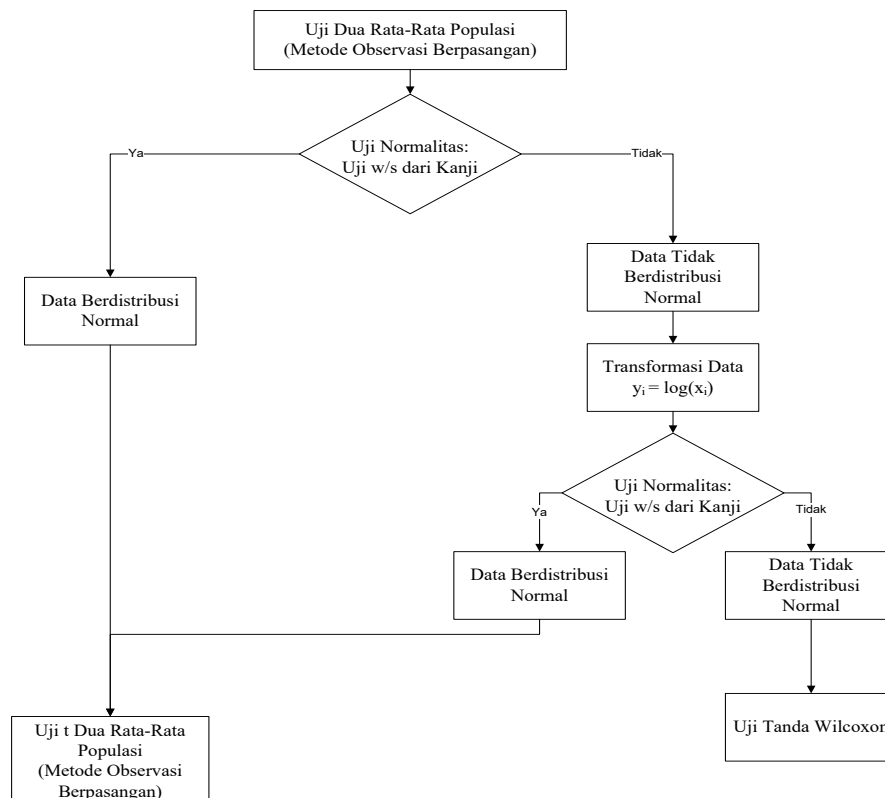 Uji Dua Rata-Rata Populasi
(Metode Observasi Berpasangan)
Uji Normalitas:
Uji w/s dari Kanji
Ya
Tidak
Data Berdistribusi
Normal
Data Tidak
Berdistribusi
Normal
Transformasi Data
yᵢ = log(xᵢ)
Uji Normalitas:
Uji w/s dari Kanji
Ya
Tidak
Data Berdistribusi
Normal
Data Tidak
Berdistribusi
Normal
Uji t Dua Rata-Rata
Populasi
(Metode Observasi
Berpasangan)
Uji Tanda Wilcoxon